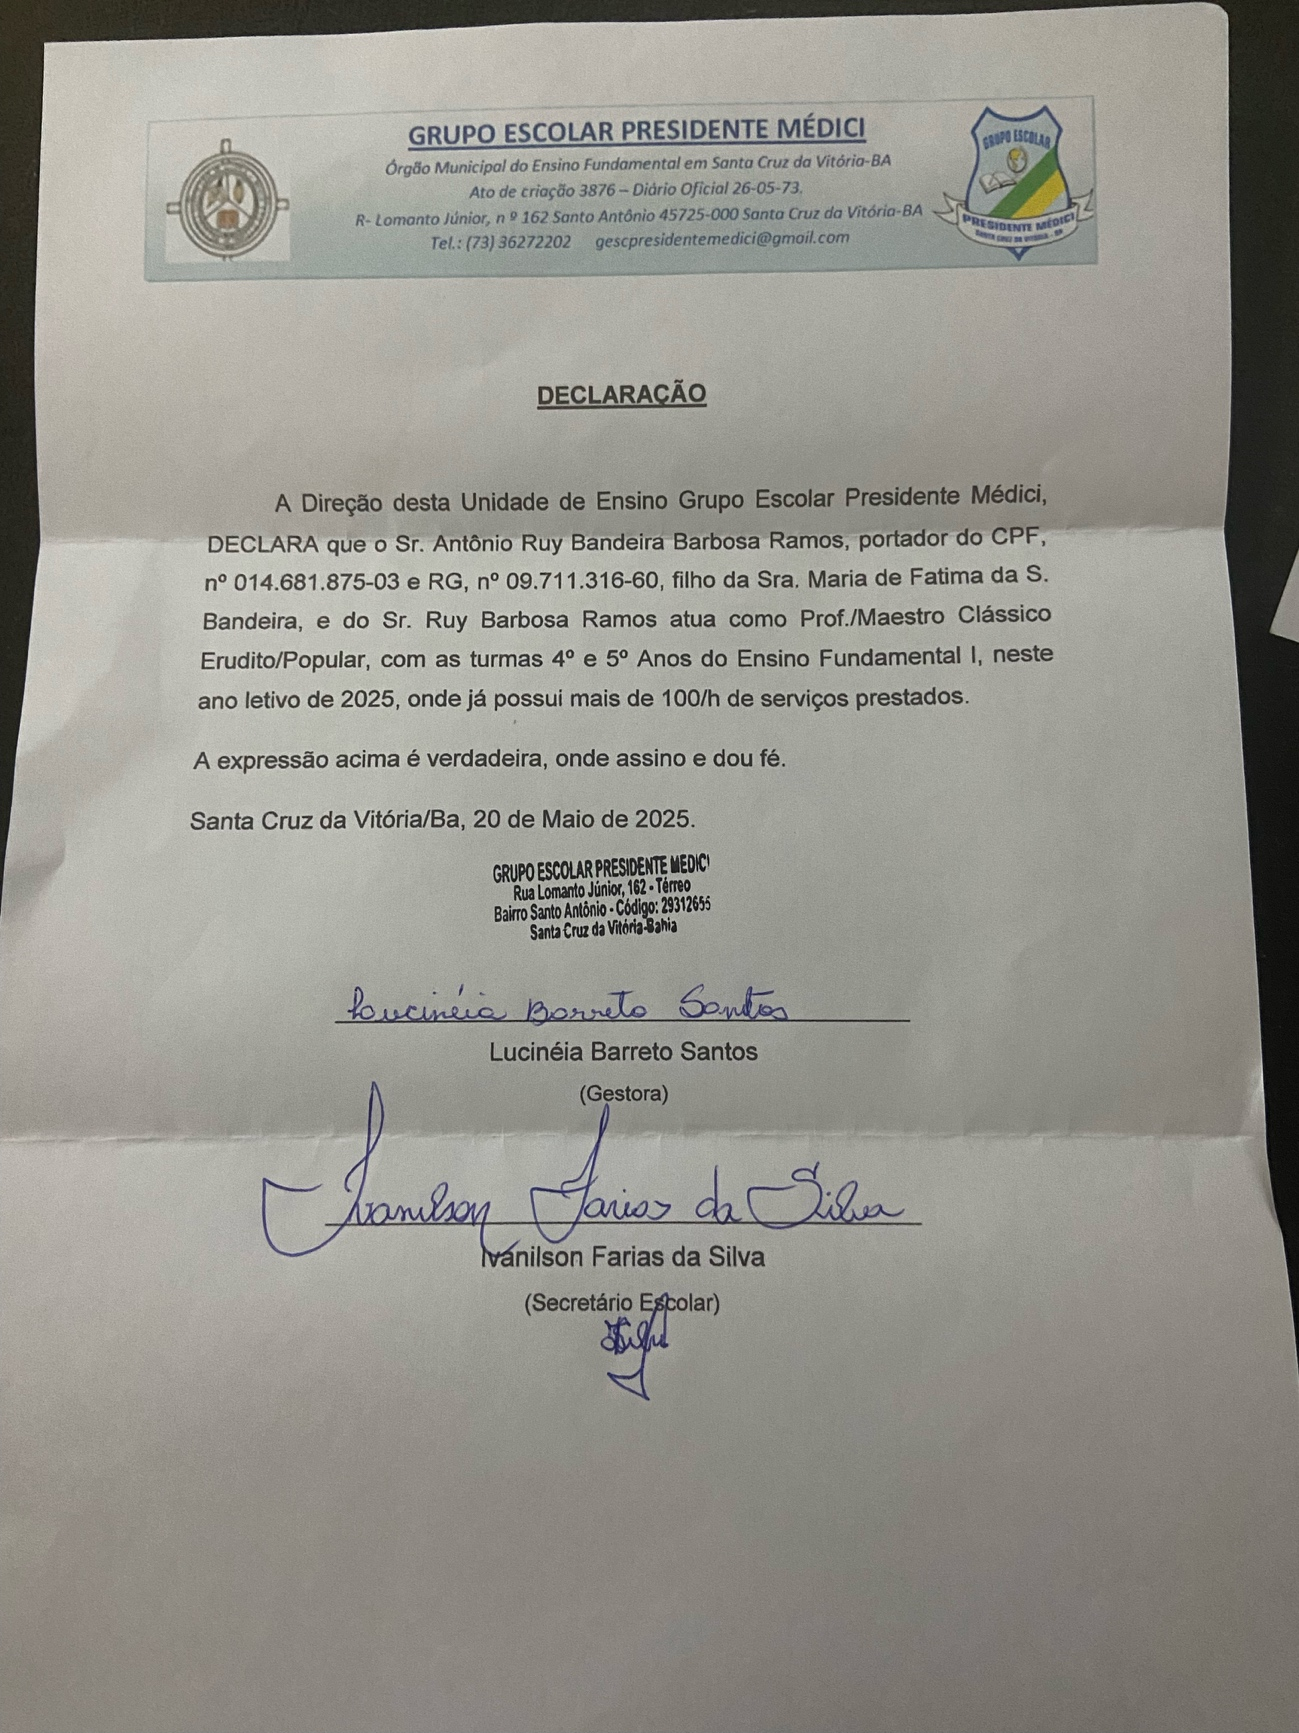 GRUPO ESCOLAR PRESIDENTE MÉDICI
Órgão Municipal do Ensino Fundamental em Santa Cruz da Vitória-BA
Ato de criação 3876 – Diário Oficial 26-05-73.
R- Lomanto Júnior, n º 162 Santo Antônio 45725-000 Santa Cruz da Vitória-BA
Tel.: (73) 36272202 gescpresidentemedici@gmail.com
GRUPO ESCOLAR
PRESIDENTE MÉDICI
SANTA CRUZ DA VITÓRIA - BA
DECLARAÇÃO
A Direção desta Unidade de Ensino Grupo Escolar Presidente Médici,
DECLARA que o Sr. Antônio Ruy Bandeira Barbosa Ramos, portador do CPF,
nº 014.681.875-03 e RG, nº 09.711.316-60, filho da Sra. Maria de Fatima da S.
Bandeira, e do Sr. Ruy Barbosa Ramos atua como Prof./Maestro Clássico
Erudito/Popular, com as turmas 4º e 5º Anos do Ensino Fundamental I, neste
ano letivo de 2025, onde já possui mais de 100/h de serviços prestados.
A expressão acima é verdadeira, onde assino e dou fé.
Santa Cruz da Vitória/Ba, 20 de Maio de 2025.
GRUPO ESCOLAR PRESIDENTE MEDICI
Rua Lomanto Júnior, 162 - Térreo
Bairro Santo Antônio - Código: 29312655
Santa Cruz da Vitória-Bahia
Lucinéia Barreto Santos
Lucinéia Barreto Santos
(Gestora)
Ivanilson Farias da Silva
Ivanilson Farias da Silva
(Secretário Escolar)